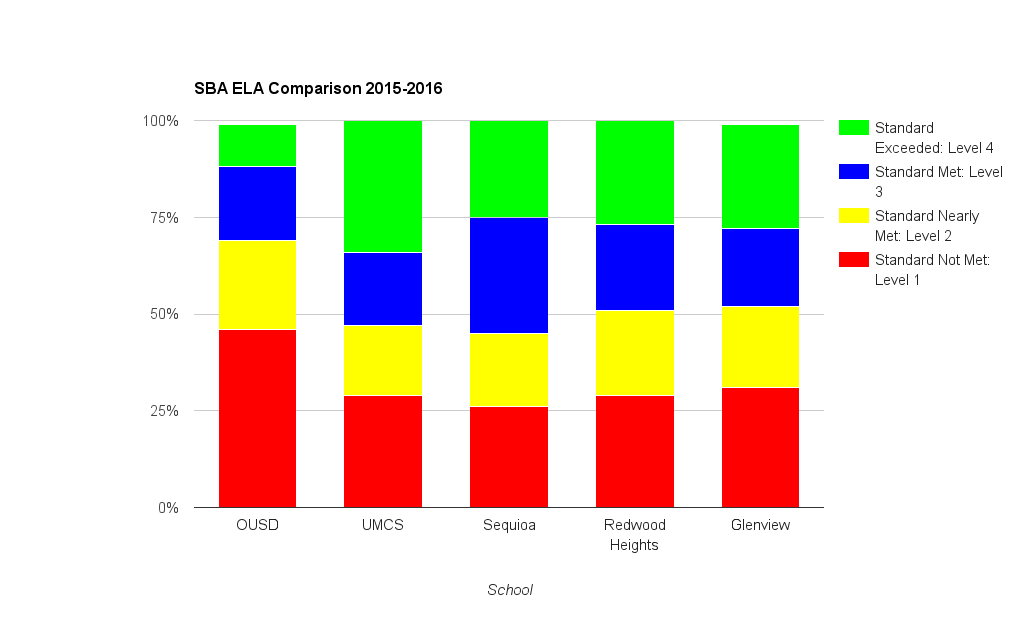 SBA ELA Comparison 2015-2016
100%
75%
50%
25%
0%
OUSD
UMCS
Sequioa
Redwood
Heights
Glenview
School
Standard
Exceeded: Level 4
Standard Met: Level
3
Standard Nearly
Met: Level 2
Standard Not Met:
Level 1